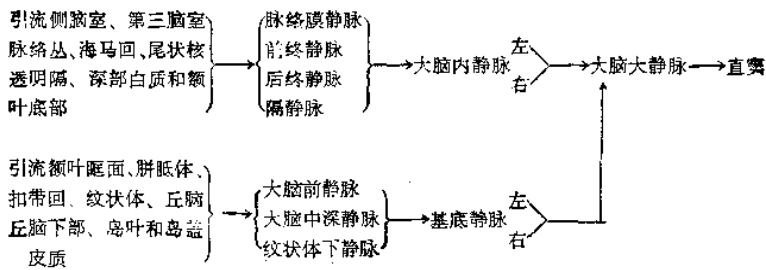 引流侧脑室、第三脑室
脉络丛、海马回、尾状核
透明隔、深部白质和额
叶底部
脉络膜静脉
前终静脉
后终静脉
隔静脉
大脑内静脉
左
右
大脑大静脉
直窦
引流额叶眶面、胼胝体、
扣带回、纹状体、丘脑
丘脑下部、岛叶和岛盖
皮质
大脑前静脉
大脑中深静脉
纹状体下静脉
基底静脉
左
右